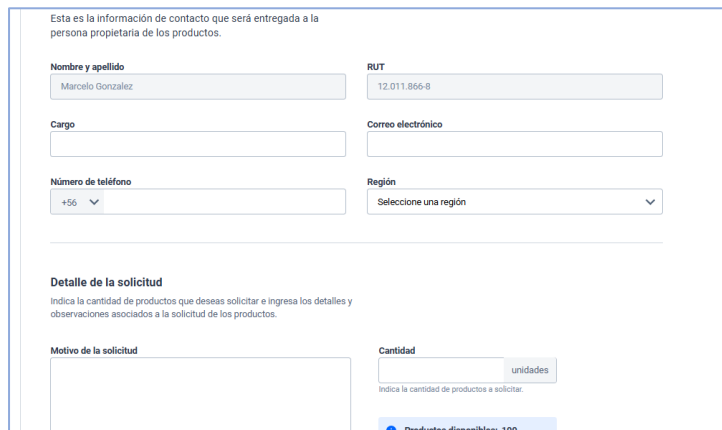 Esta es la información de contacto que será entregada a la
persona propietaria de los productos.
Nombre y apellido
RUT
Marcelo Gonzalez
12.011.866-8
Cargo
Correo electrónico
Número de teléfono
Región
+56
Seleccione una región
Detalle de la solicitud
Indica la cantidad de productos que deseas solicitar e ingresa los detalles y
observaciones asociados a la solicitud de los productos.
Motivo de la solicitud
Cantidad
unidades
Indica la cantidad de productos a solicitar.
Productos disponibles: 100